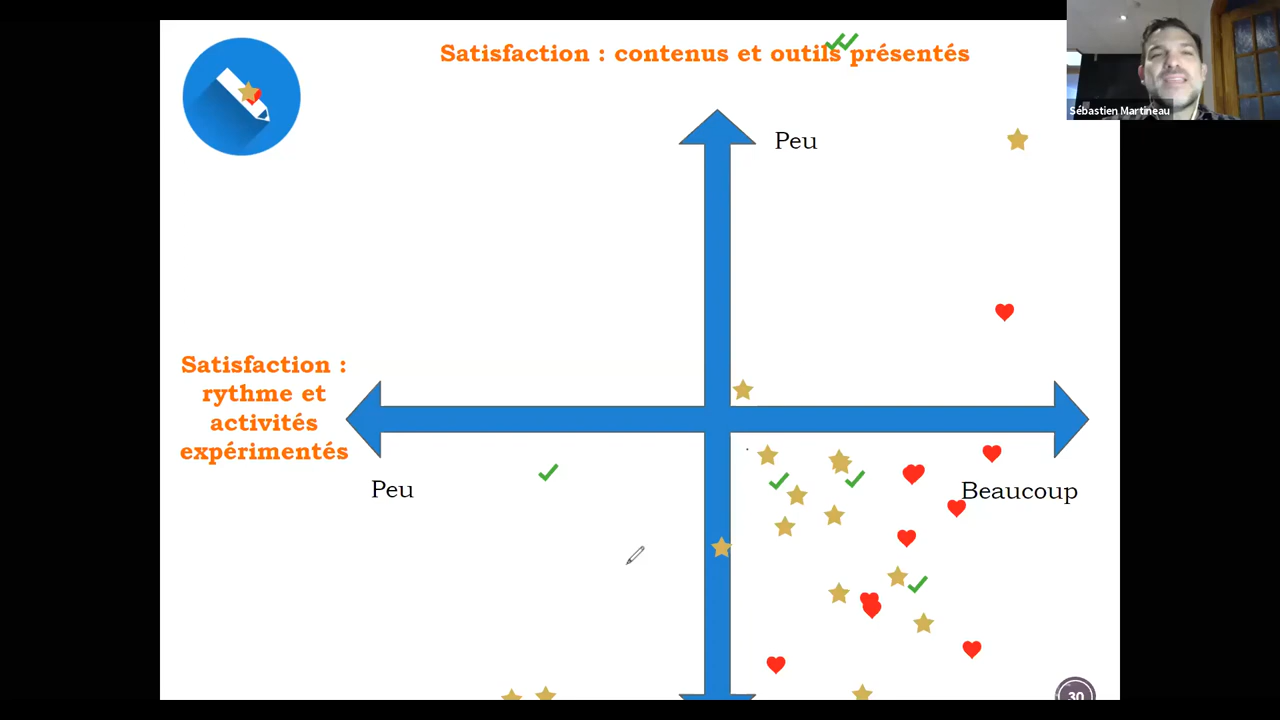 Satisfaction : contenus et outils présentés
Sébastien Martineau
Peu
Satisfaction :
rythme et
activités
expérimentés
Peu
Beaucoup
30